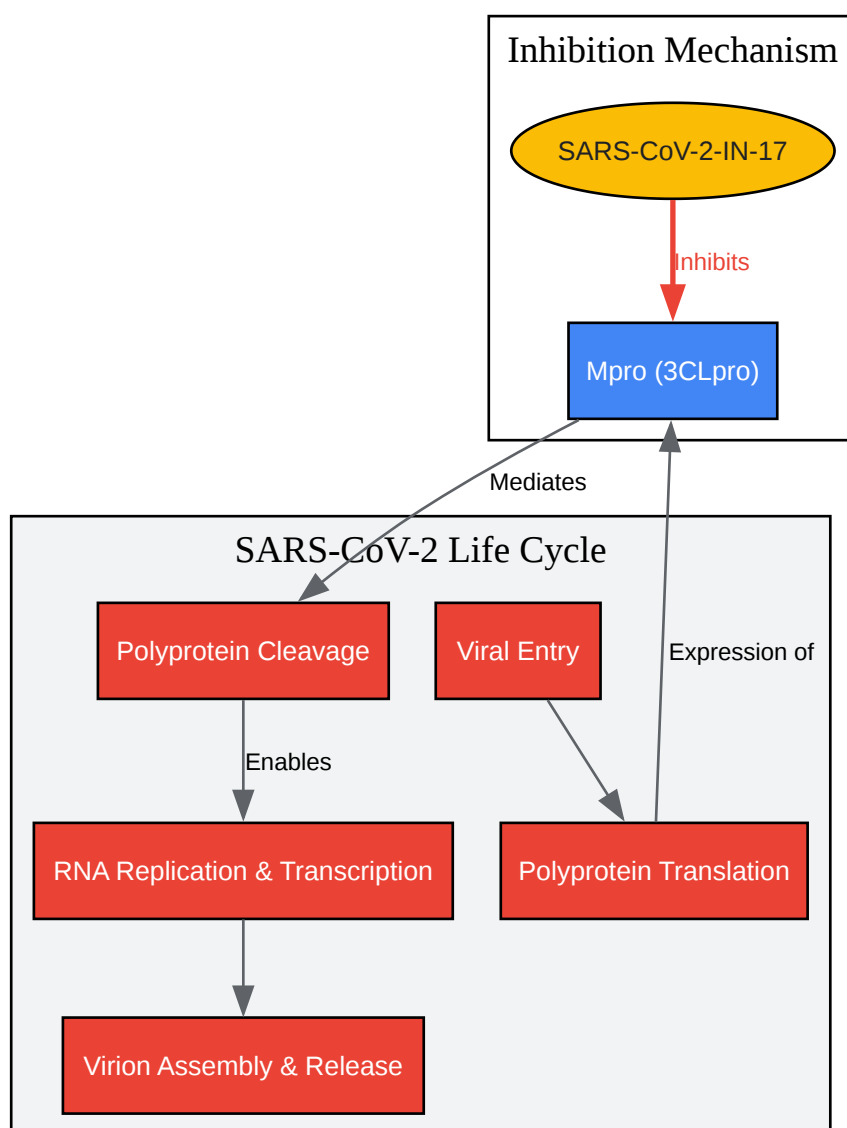 Inhibition Mechanism
SARS-CoV-2-IN-17
Inhibits
Mpro (3CLpro)
Mediates
SARS-CoV-2 Life Cycle
Polyprotein Cleavage
Viral Entry
Expression of
Enables
RNA Replication & Transcription
Polyprotein Translation
Virion Assembly & Release